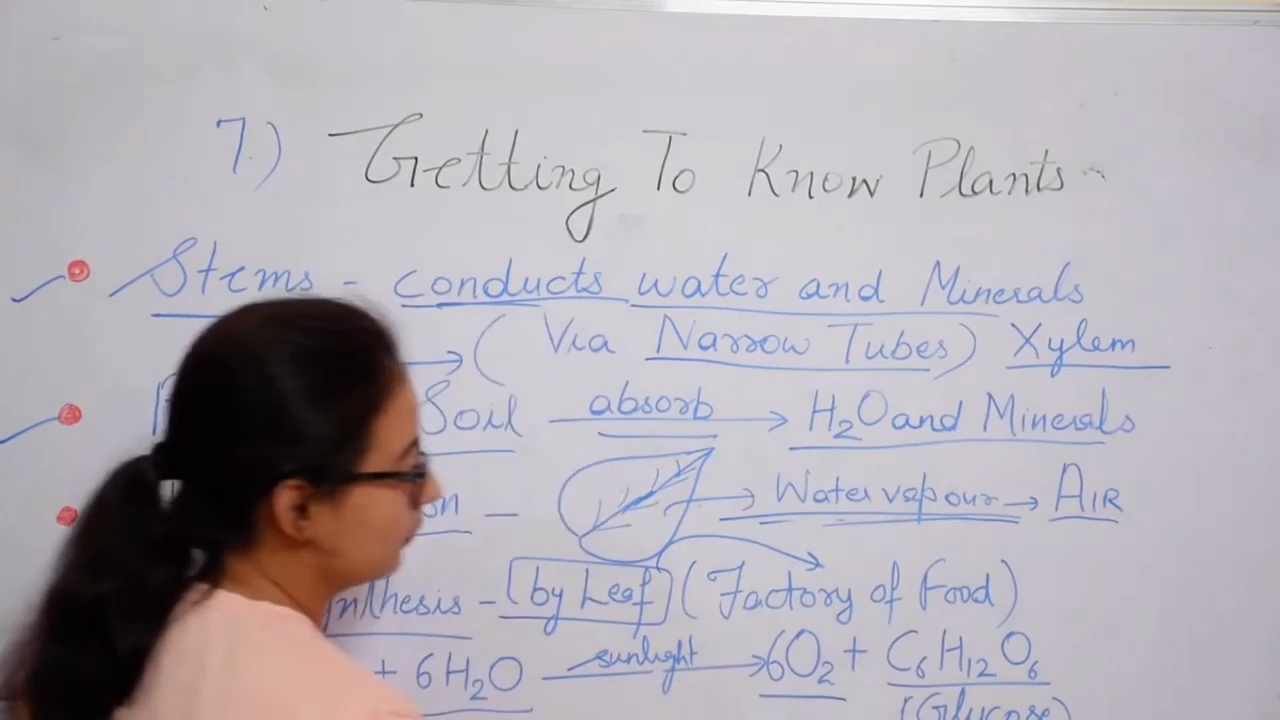 7.) Getting To Know Plants
Stems - conducts water and Minerals
(Via Narrow Tubes) Xylem
Soil absorb H₂O and Minerals
- Water vapour → AIR
- by Leaf (Factory of Food)
+ 6H₂O sunlight → 6O₂ + C₆H₁₂O₆
(Glucose)